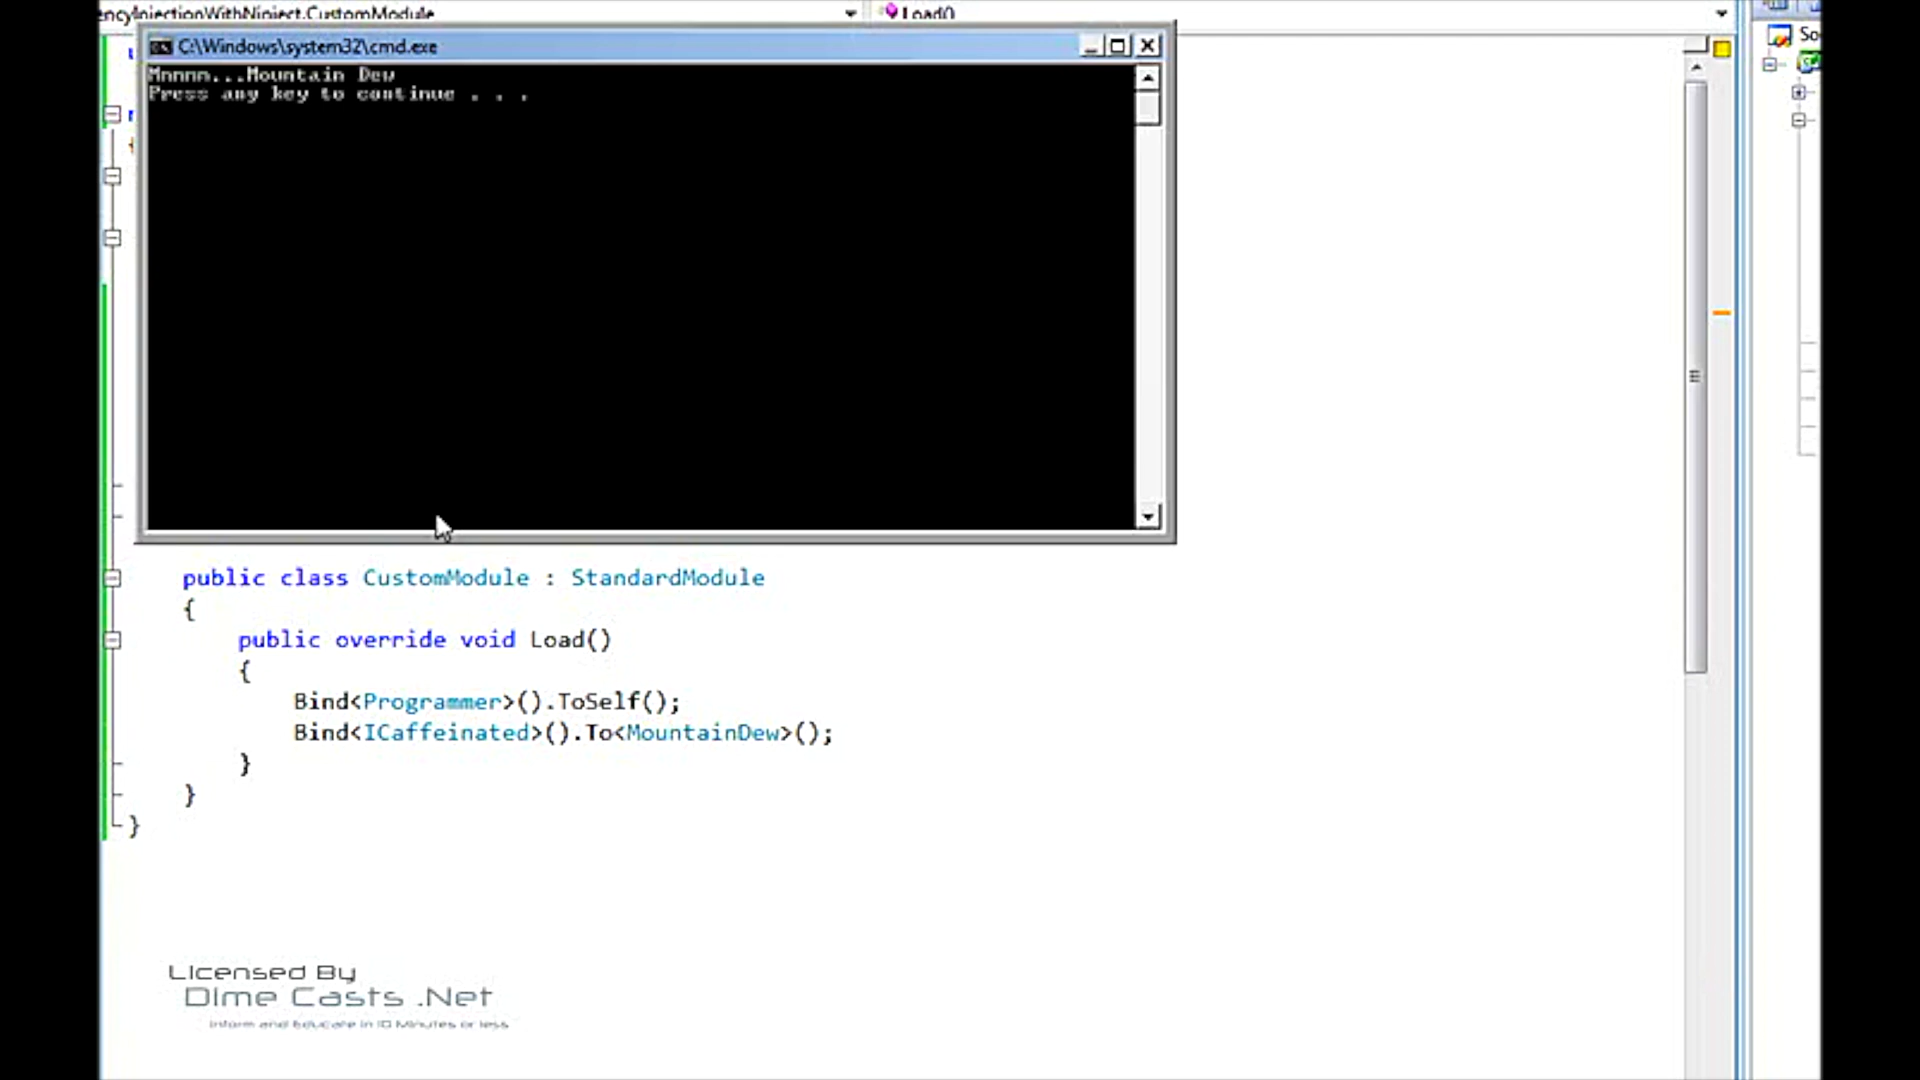 encyInjectionWithNinject.CustomModule
Load()
So
C:\Windows\system32\cmd.exe
Mmmmm...Mountain Dew
Press any key to continue . . .
public class CustomModule : StandardModule
{
public override void Load()
{
Bind<Programmer>().ToSelf();
Bind<ICaffeinated>().To<MountainDew>();
}
}
}
Licensed By
Dime Casts .Net
Inform and Educate in 10 Minutes or less